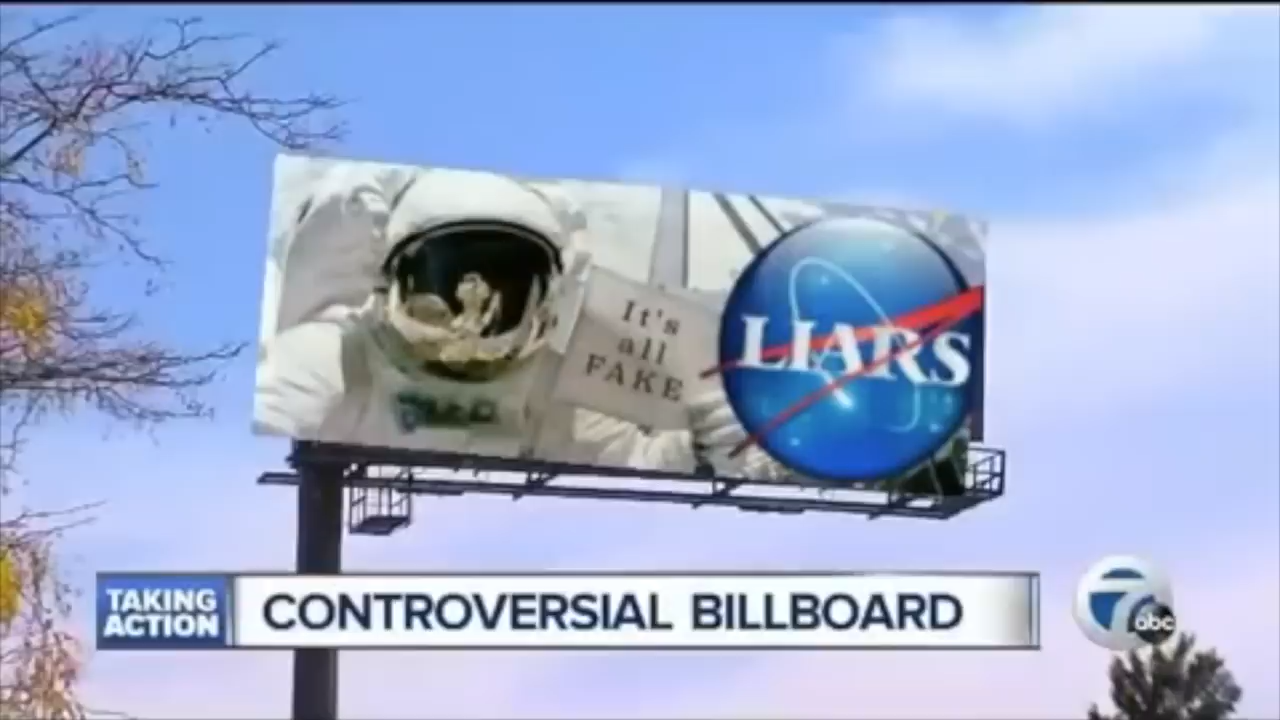 It's
all
FAKE
LIARS
TAKING
ACTION
CONTROVERSIAL BILLBOARD
7
abc